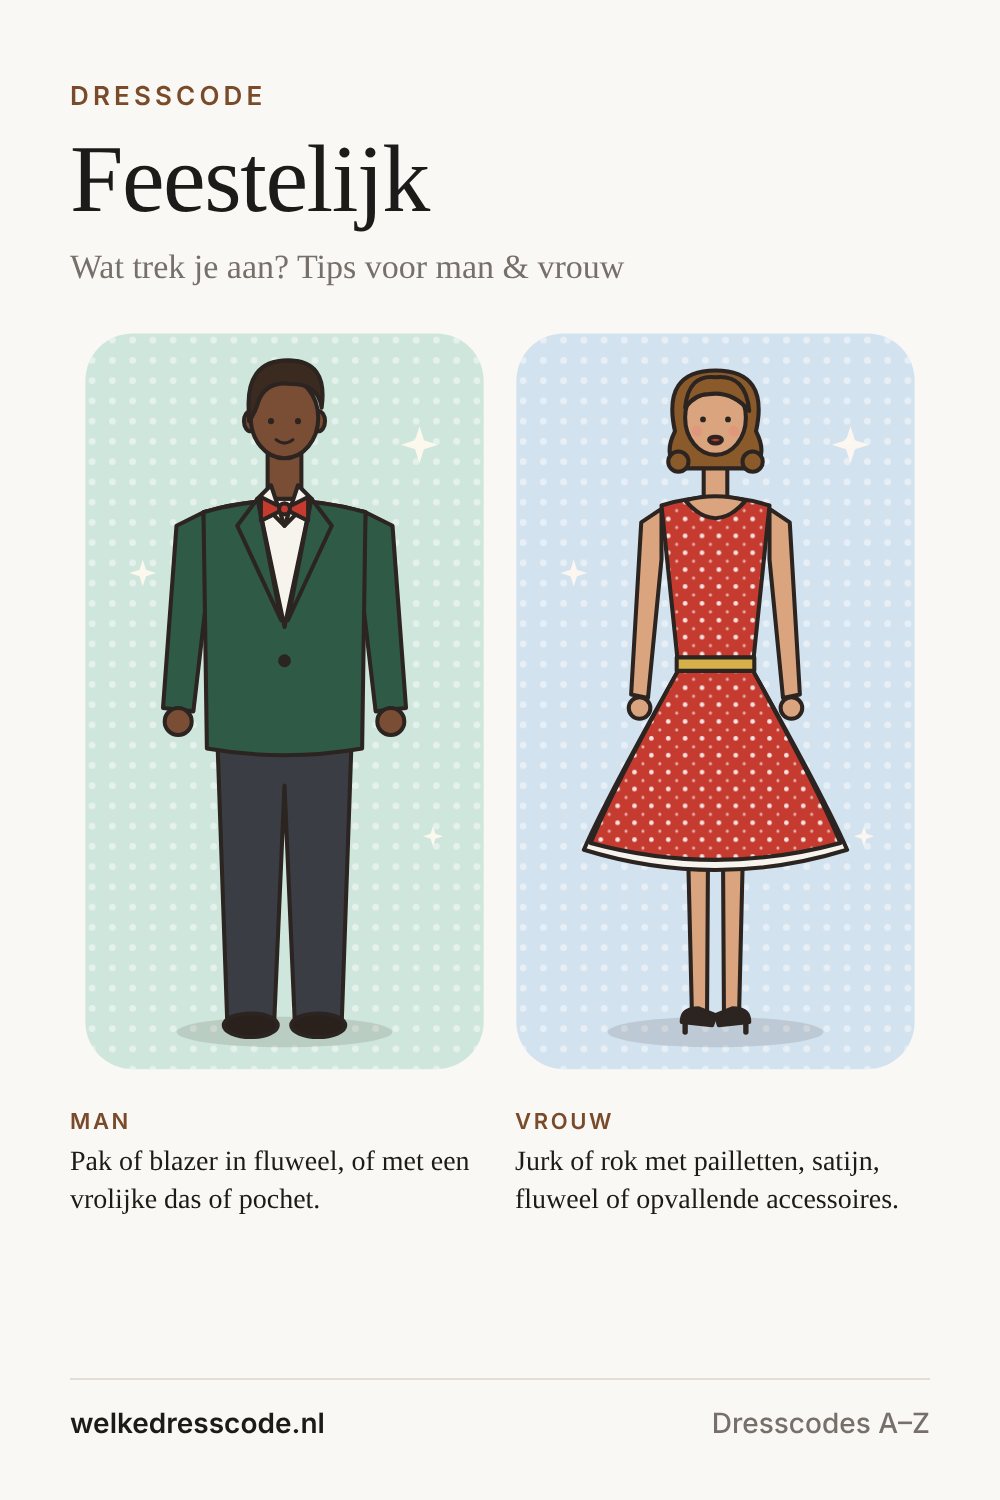 DRESSCODE
Feestelijk
Wat trek je aan? Tips voor man & vrouw
MAN
Pak of blazer in fluweel, of met een
vrolijke das of pochet.
VROUW
Jurk of rok met pailletten, satijn,
fluweel of opvallende accessoires.
welkedresscode.nl
Dresscodes A–Z